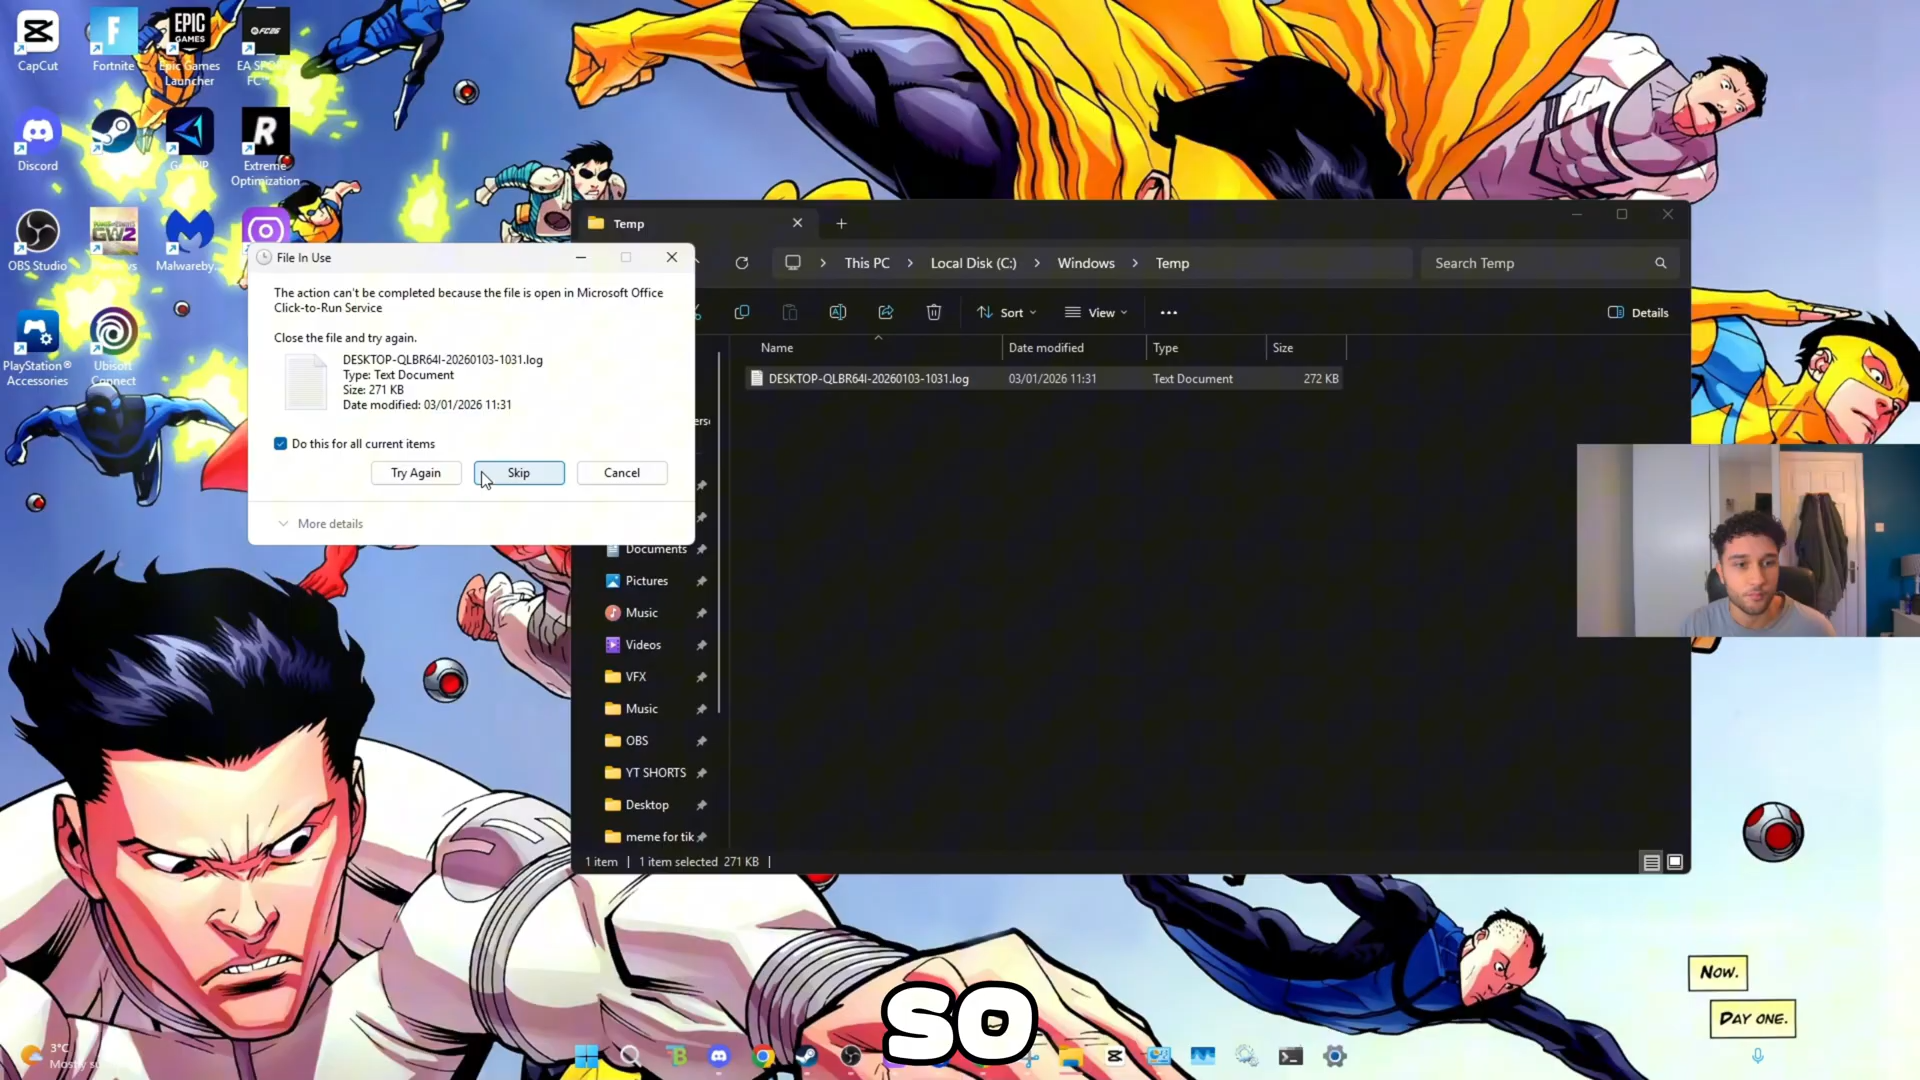 CapCut
Fortnite
EPIC
GAMES
Epic Games
Launcher
FC26
EA SPO
FC™
Discord
Extreme
Optimization
OBS Studio
GW2
Malwareby...
PlayStation®
Accessories
Ubisoft
Connect
File In Use
The action can't be completed because the file is open in Microsoft Office
Click-to-Run Service
Close the file and try again.
DESKTOP-QLBR64I-20260103-1031.log
Type: Text Document
Size: 271 KB
Date modified: 03/01/2026 11:31
Do this for all current items
Try Again
Skip
Cancel
More details
Temp
This PC
Local Disk (C:)
Windows
Temp
Search Temp
Sort
View
Details
Name
Date modified
Type
Size
DESKTOP-QLBR64I-20260103-1031.log
03/01/2026 11:31
Text Document
272 KB
Documents
Pictures
Music
Videos
VFX
Music
OBS
YT SHORTS
Desktop
meme for tik
1 item
1 item selected 271 KB
NOW.
DAY ONE.
SO
3°C